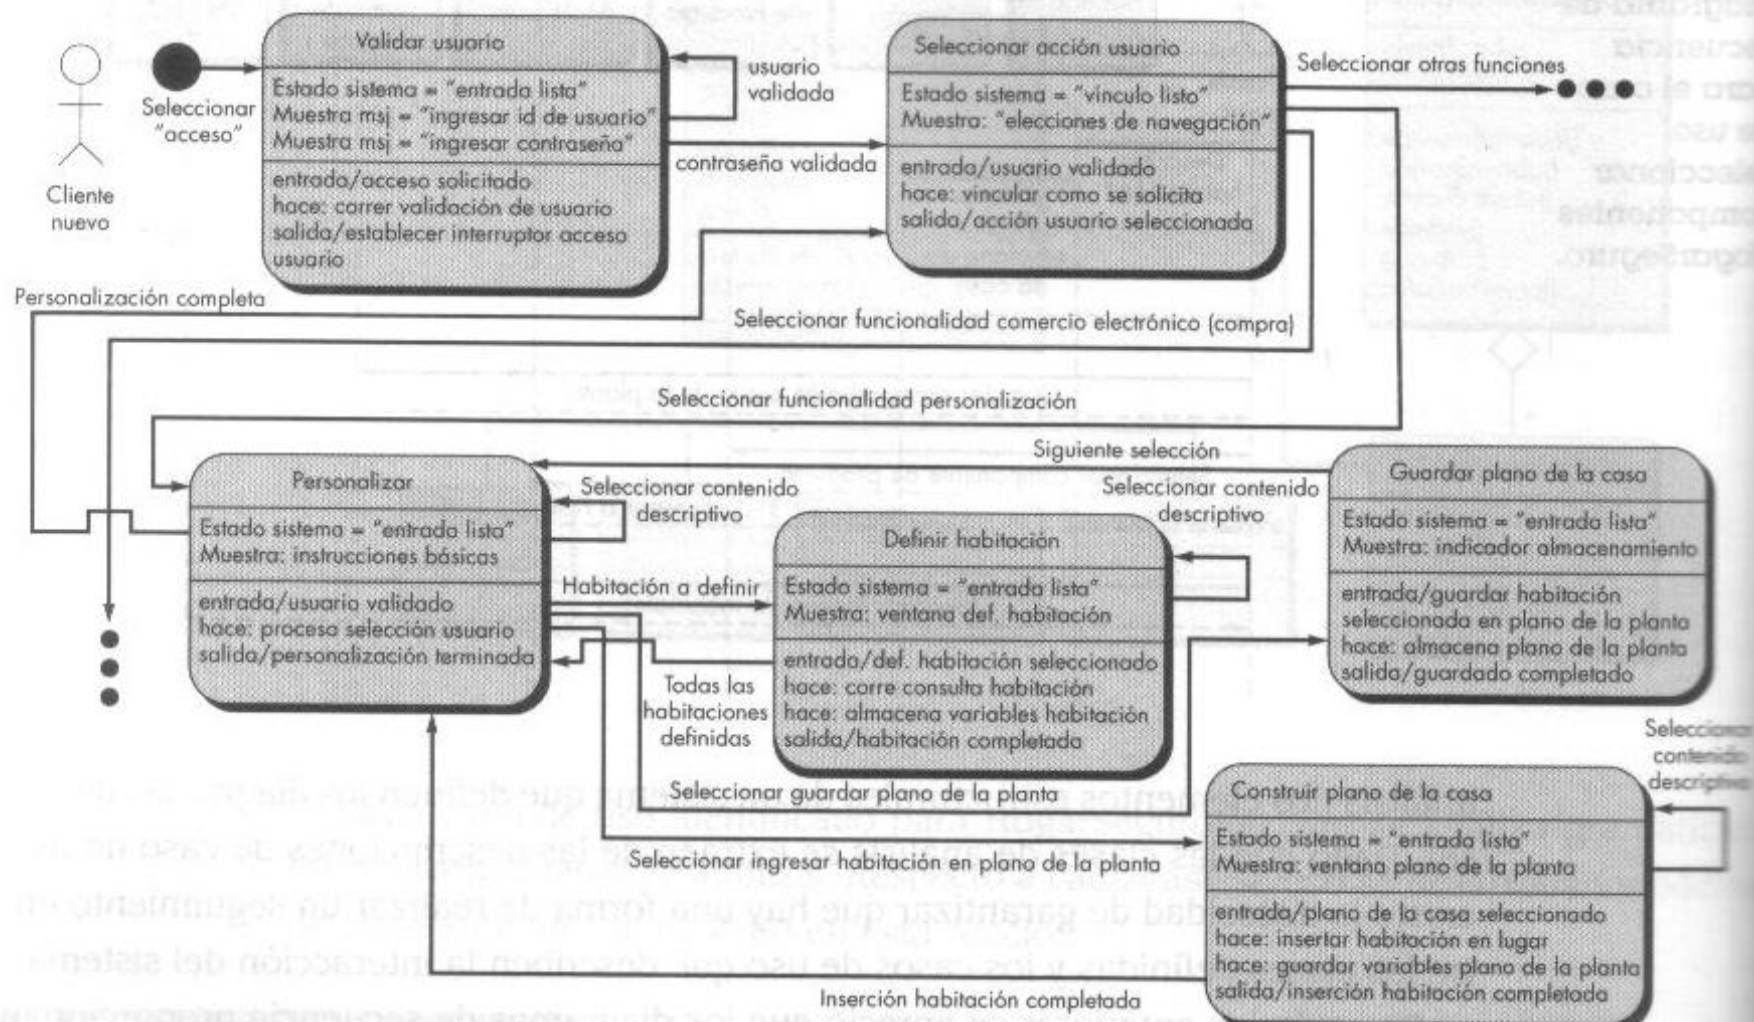 Cliente
nuevo
Seleccionar
"acceso"
Validar usuario
Estado sistema = "entrada lista"
Muestra msj = "ingresar id de usuario"
Muestra msj = "ingresar contraseña"
entrada/acceso solicitado
hace: correr validación de usuario
salida/establecer interruptor acceso
usuario
usuario
validada
contraseña validada
Seleccionar acción usuario
Estado sistema = "vínculo listo"
Muestra: "elecciones de navegación"
entrada/usuario validado
hace: vincular como se solicita
salida/acción usuario seleccionada
Seleccionar otras funciones
Personalización completa
Seleccionar funcionalidad comercio electrónico (compra)
Seleccionar funcionalidad personalización
Siguiente selección
Personalizar
Estado sistema = "entrada lista"
Muestra: instrucciones básicas
entrada/usuario validado
hace: procesa selección usuario
salida/personalización terminada
Seleccionar contenido
descriptivo
Habitación a definir
Todas las
habitaciones
definidas
Definir habitación
Estado sistema = "entrada lista"
Muestra: ventana def. habitación
entrada/def. habitación seleccionado
hace: corre consulta habitación
hace: almacena variables habitación
salida/habitación completada
Seleccionar contenido
descriptivo
Guardar plano de la casa
Estado sistema = "entrada lista"
Muestra: indicador almacenamiento
entrada/guardar habitación
seleccionada en plano de la planta
hace: almacena plano de la planta
salida/guardado completado
Seleccionar guardar plano de la planta
Seleccionar ingresar habitación en plano de la planta
Construir plano de la casa
Estado sistema = "entrada lista"
Muestra: ventana plano de la planta
entrada/plano de la casa seleccionado
hace: insertar habitación en lugar
hace: guardar variables plano de la planta
salida/inserción habitación completada
Seleccionar
contenido
descriptivo
Inserción habitación completada